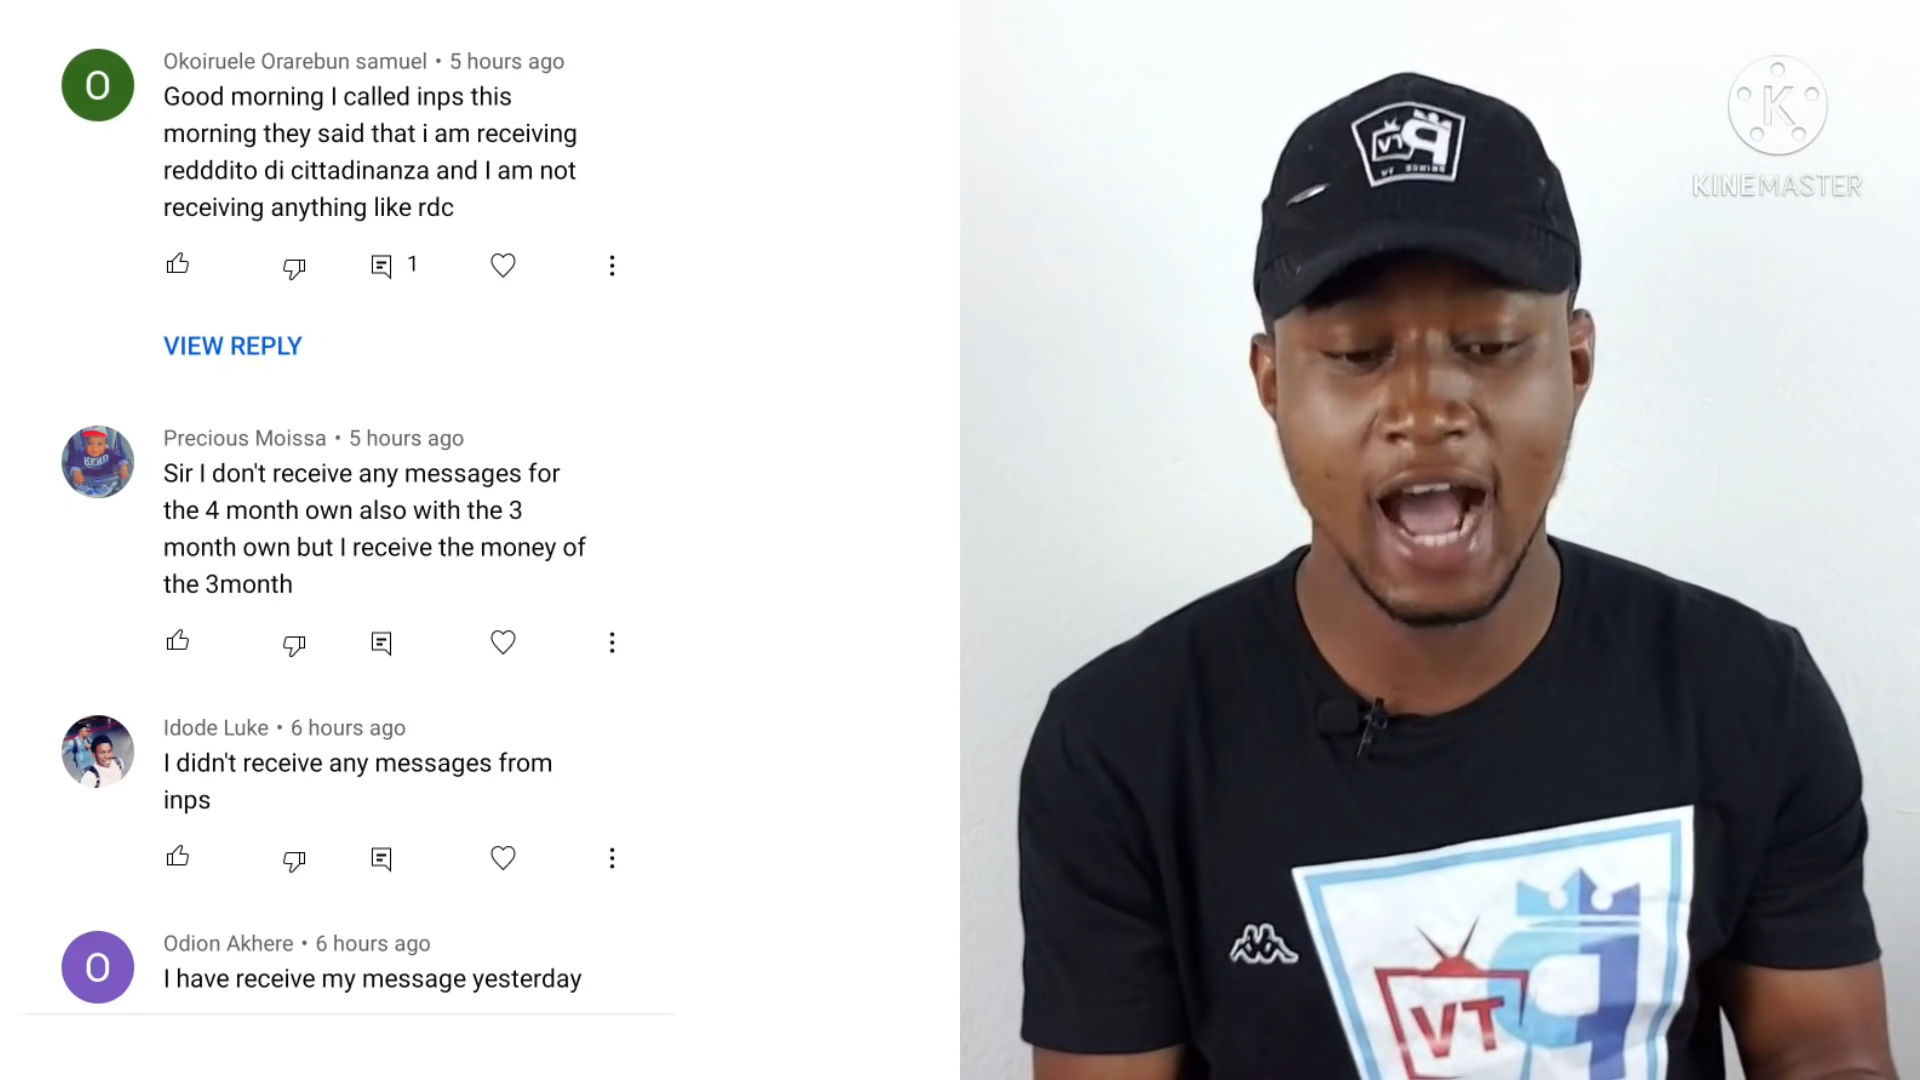 O
Okoiruele Orarebun samuel • 5 hours ago
Good morning I called inps this
morning they said that i am receiving
redddito di cittadinanza and I am not
receiving anything like rdc
1
VIEW REPLY
Precious Moissa • 5 hours ago
Sir I don't receive any messages for
the 4 month own also with the 3
month own but I receive the money of
the 3month
Idode Luke • 6 hours ago
I didn't receive any messages from
inps
O
Odion Akhere • 6 hours ago
I have receive my message yesterday
K
KINEMASTER
VT
VT